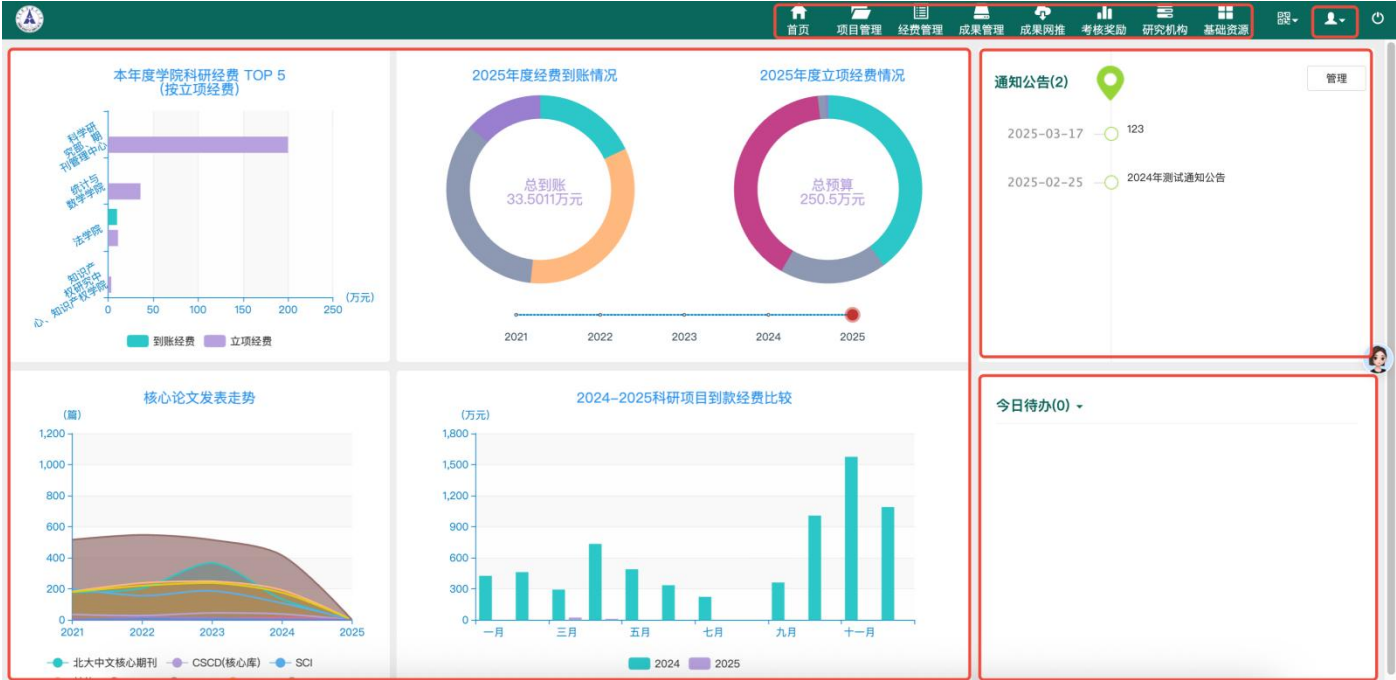 首页 项目管理 经费管理 成果管理 成果网推 考核奖励 研究机构 基础资源
本年度学院科研经费 TOP 5
(按立项经费)
科学研
究部、期
刊管理中心
统计与
数学学院
法学院
知识产
权研究中
心、知识产权学院
0 50 100 150 200 250 (万元)
到账经费 立项经费
2025年度经费到账情况
总到账
33.5011万元
2025年度立项经费情况
总预算
250.5万元
2021 2022 2023 2024 2025
通知公告(2) 管理
2025-03-17 123
2025-02-25 2024年测试通知公告
核心论文发表走势
(篇)
1,200
1,000
800
600
400
200
0
2021 2022 2023 2024 2025
北大中文核心期刊 CSCD(核心库) SCI
2024-2025科研项目到款经费比较
(万元)
1,800
1,500
1,200
900
600
300
0
一月 三月 五月 七月 九月 十一月
2024 2025
今日待办(0)